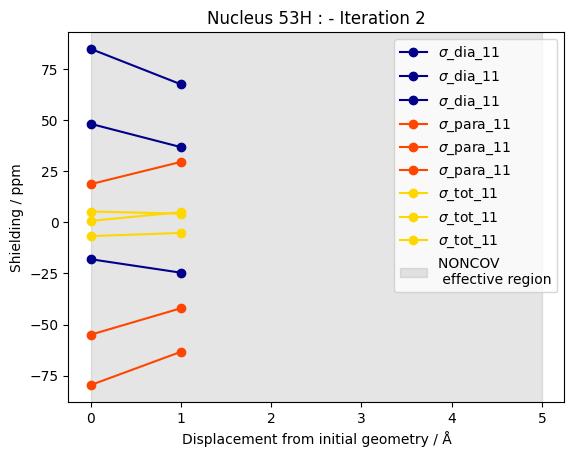 Nucleus 53H : - Iteration 2
Shielding / ppm
75
50
25
0
−25
−50
−75
σ_dia_11
σ_dia_11
σ_dia_11
σ_para_11
σ_para_11
σ_para_11
σ_tot_11
σ_tot_11
σ_tot_11
NONCOV
effective region
0
1
2
3
4
5
Displacement from initial geometry / Å